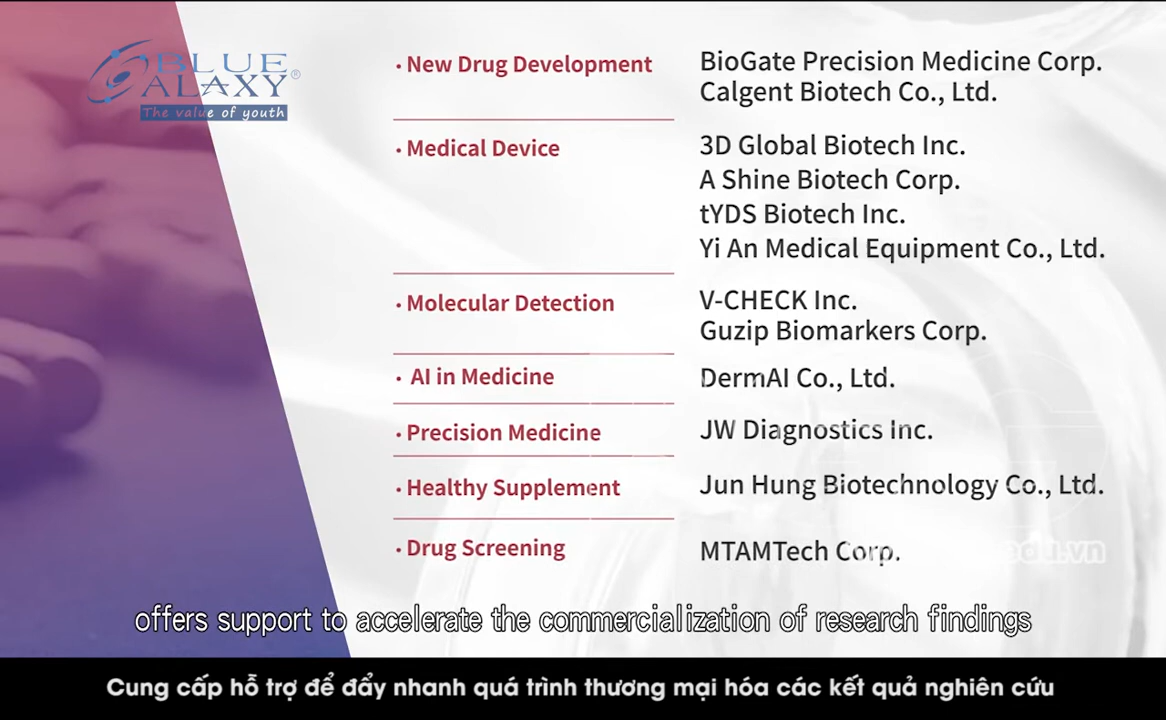 BLUE
GALAXY®
The value of youth
· New Drug Development
BioGate Precision Medicine Corp.
Calgent Biotech Co., Ltd.
· Medical Device
3D Global Biotech Inc.
A Shine Biotech Corp.
tYDS Biotech Inc.
Yi An Medical Equipment Co., Ltd.
· Molecular Detection
V-CHECK Inc.
Guzip Biomarkers Corp.
· AI in Medicine
DermAI Co., Ltd.
· Precision Medicine
JW Diagnostics Inc.
· Healthy Supplement
Jun Hung Biotechnology Co., Ltd.
· Drug Screening
MTAMTech Corp.
edu.vn
offers support to accelerate the commercialization of research findings
Cung cấp hỗ trợ để đẩy nhanh quá trình thương mại hóa các kết quả nghiên cứu